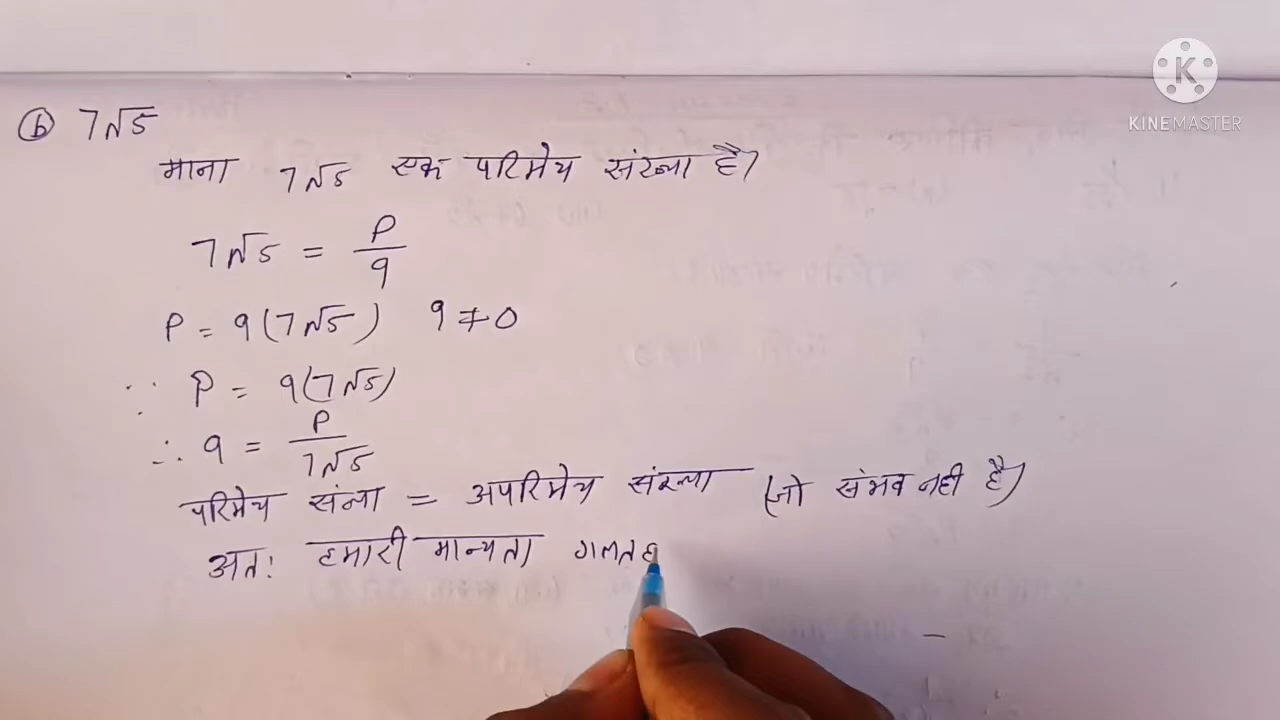 KINEMASTER
(b) 7√5
माना 7√5 एक परिमेय संख्या है।
7√5 = P/q
P = q(7√5) q ≠ 0
∵ P = q(7√5)
∴ q = P/7√5
परिमेय संख्या = अपरिमेय संख्या (जो संभव नही है)
अतः हमारी मान्यता गलत ह